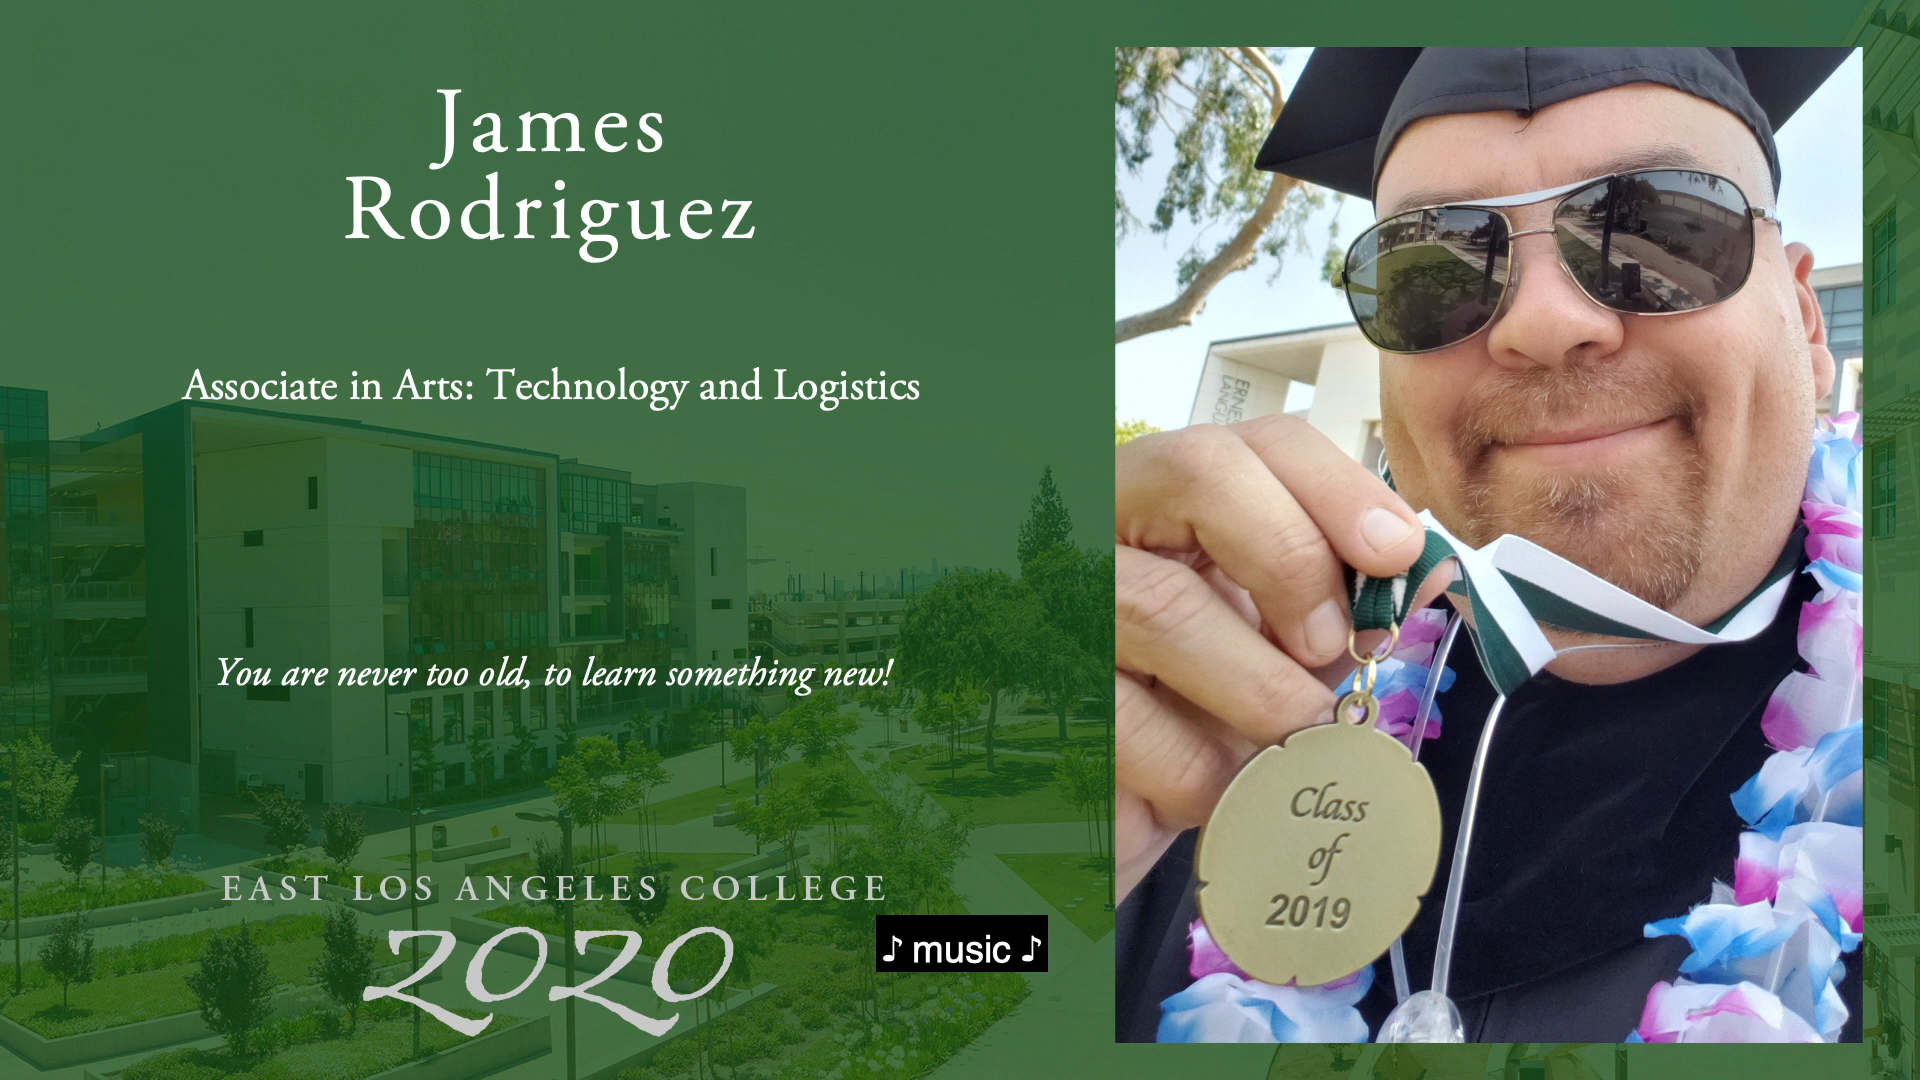 James
Rodriguez
Associate in Arts: Technology and Logistics
You are never too old, to learn something new!
EAST LOS ANGELES COLLEGE
2020
♪ music ♪
Class
of
2019